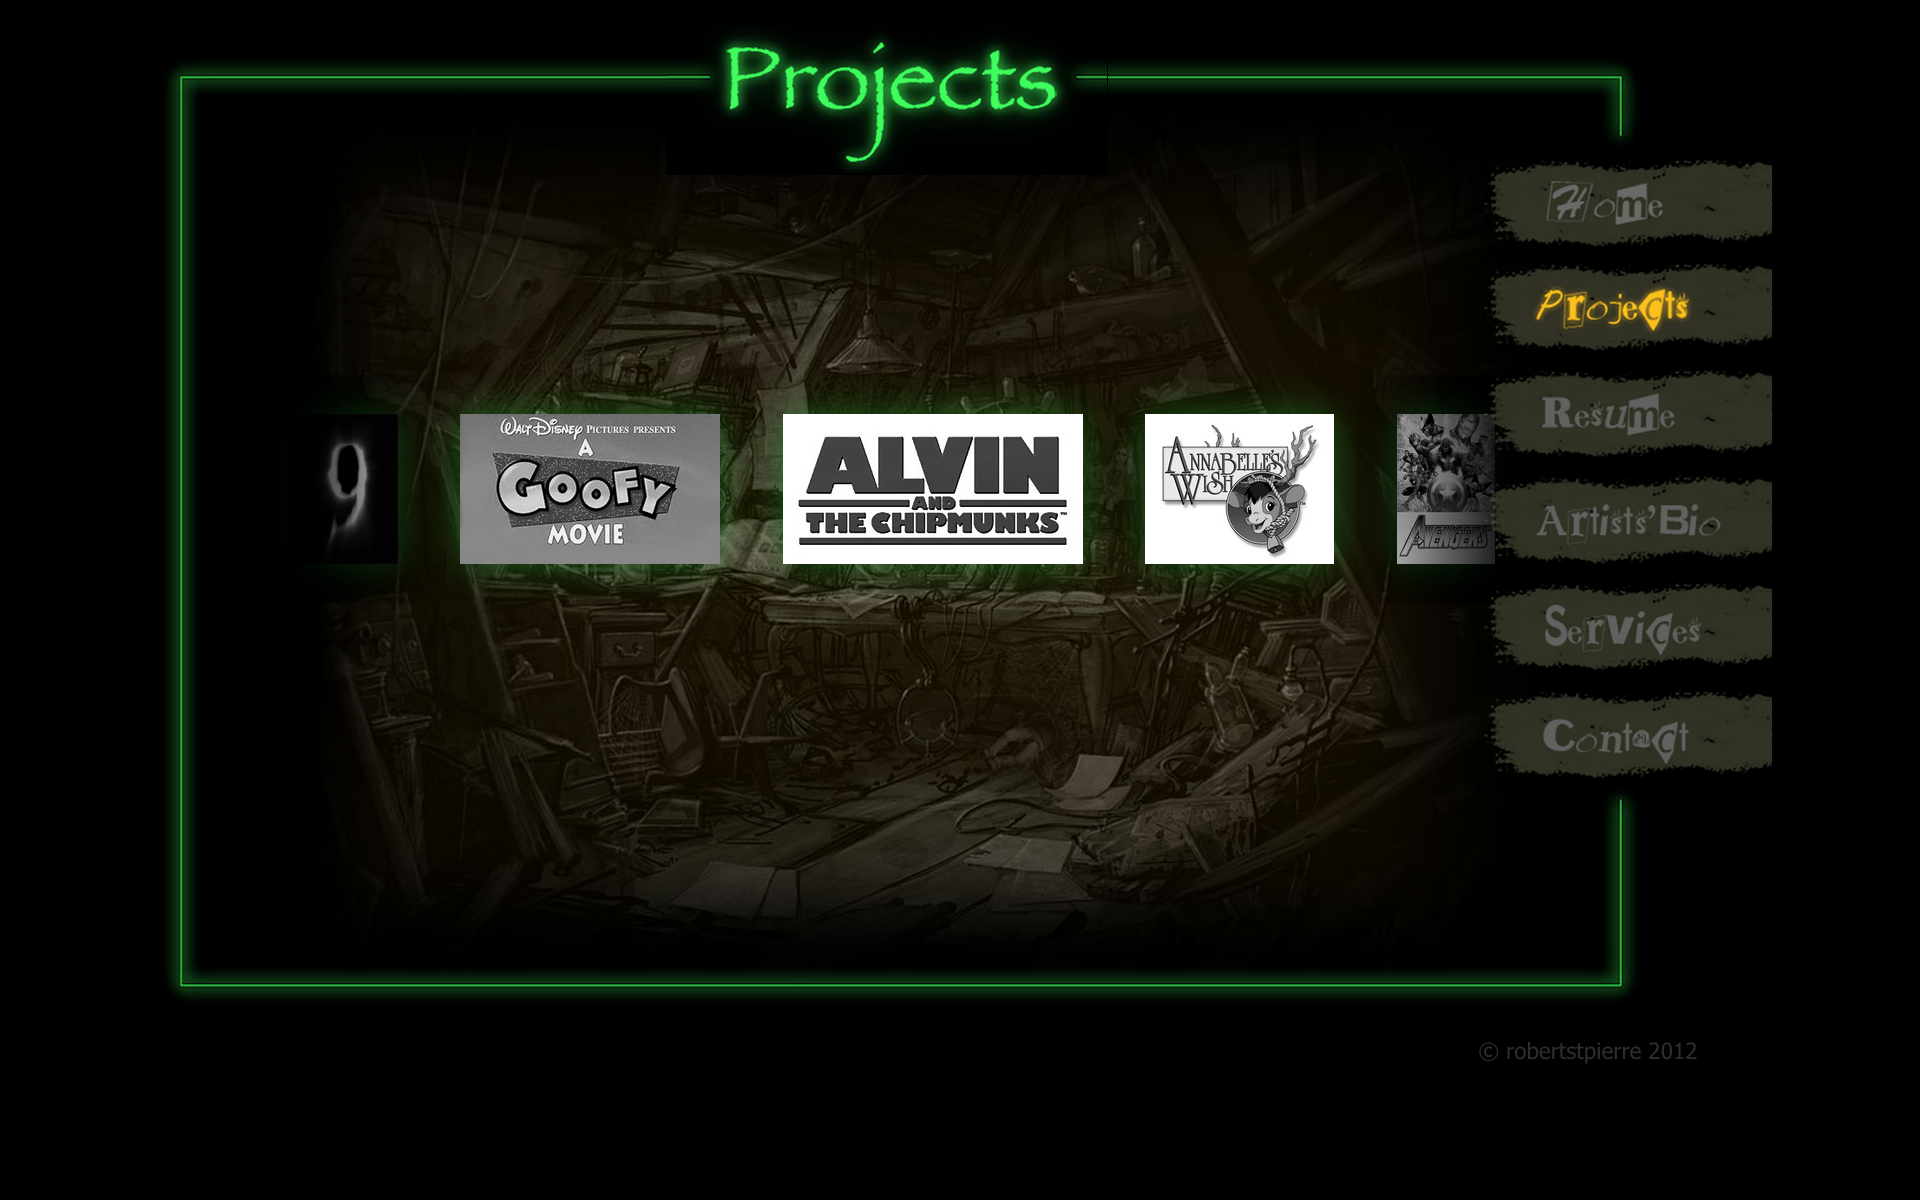 Projects
Home
Projects
Resume
Artists' Bio
Services
Contact
9
WALT DISNEY PICTURES PRESENTS
A
GOOFY
MOVIE
ALVIN
AND
THE CHIPMUNKS™
ANNABELLE'S
WISH
AVENGERS
© robertstpierre 2012